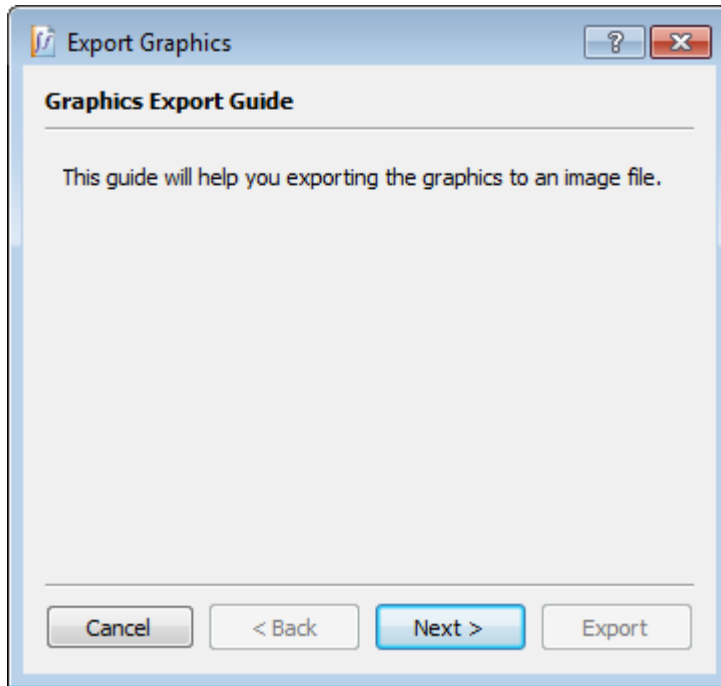 Export Graphics
Graphics Export Guide
This guide will help you exporting the graphics to an image file.
Cancel < Back Next > Export